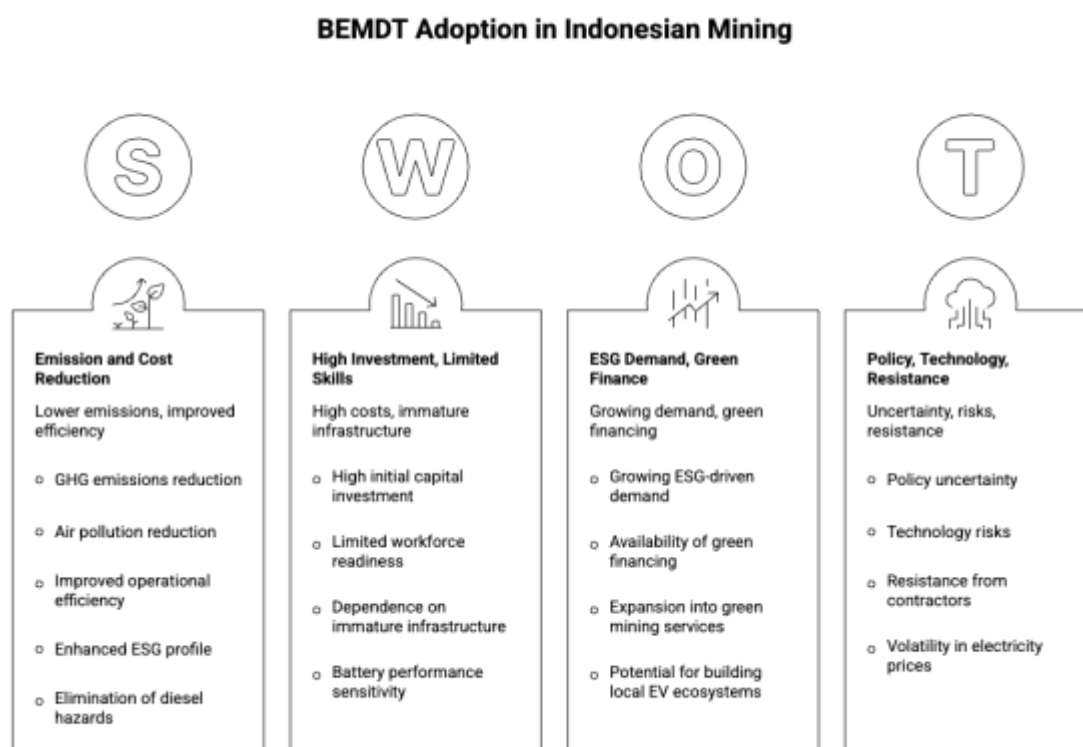 BEMDT Adoption in Indonesian Mining
S
W
O
T
Emission and Cost
Reduction
Lower emissions, improved
efficiency
GHG emissions reduction
Air pollution reduction
Improved operational
efficiency
Enhanced ESG profile
Elimination of diesel
hazards
High Investment, Limited
Skills
High costs, immature
infrastructure
High initial capital
investment
Limited workforce
readiness
Dependence on
immature infrastructure
Battery performance
sensitivity
ESG Demand, Green
Finance
Growing demand, green
financing
Growing ESG-driven
demand
Availability of green
financing
Expansion into green
mining services
Potential for building
local EV ecosystems
Policy, Technology,
Resistance
Uncertainty, risks,
resistance
Policy uncertainty
Technology risks
Resistance from
contractors
Volatility in electricity
prices